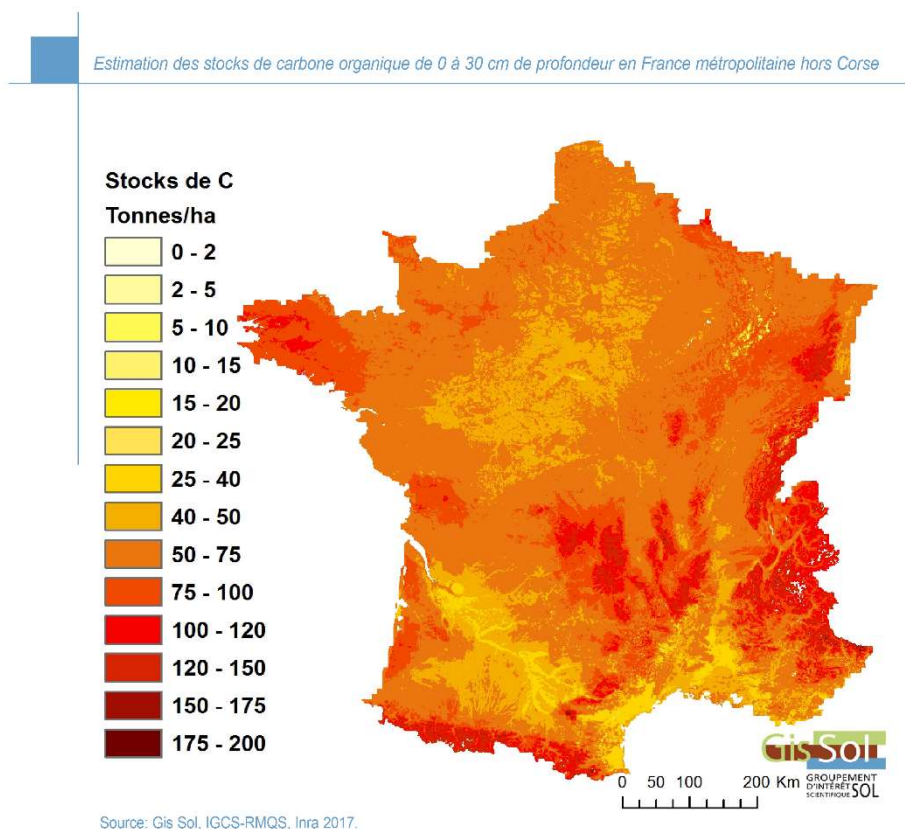 Estimation des stocks de carbone organique de 0 à 30 cm de profondeur en France métropolitaine hors Corse
Stocks de C
Tonnes/ha
0 - 2
2 - 5
5 - 10
10 - 15
15 - 20
20 - 25
25 - 40
40 - 50
50 - 75
75 - 100
100 - 120
120 - 150
150 - 175
175 - 200
Gis Sol
GROUPEMENT
D'INTÉRÊT
SCIENTIFIQUE SOL
0 50 100 200 Km
Source: Gis Sol, IGCS-RMQS, Inra 2017.